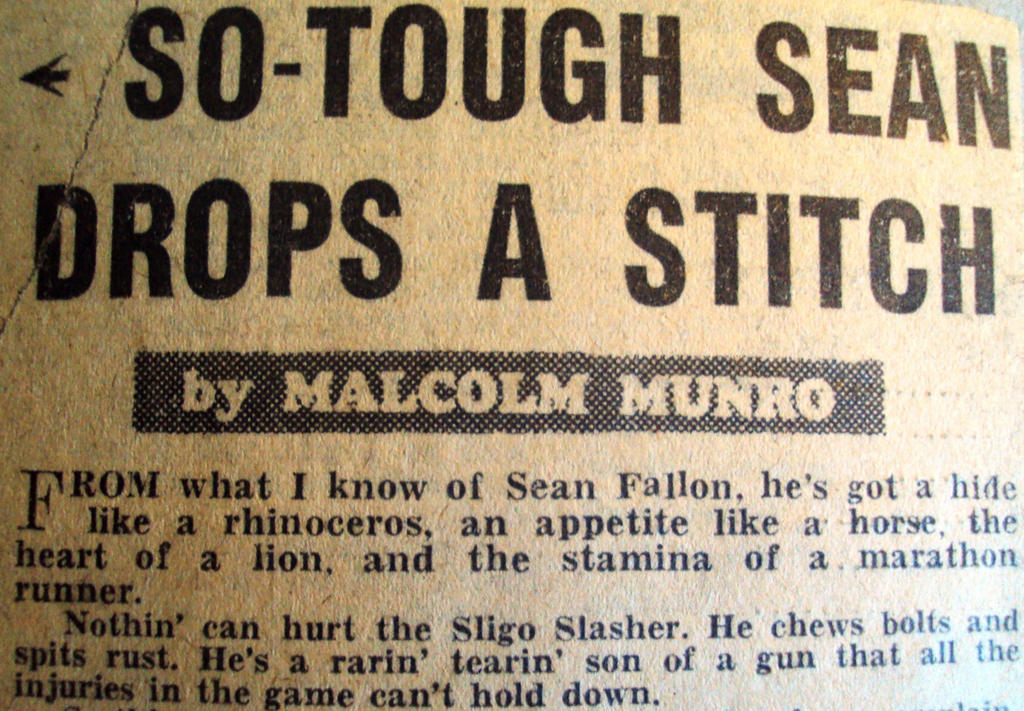 SO-TOUGH SEAN
DROPS A STITCH
by MALCOLM MUNRO
FROM what I know of Sean Fallon, he's got a hide
like a rhinoceros, an appetite like a horse, the
heart of a lion, and the stamina of a marathon
runner.
Nothin' can hurt the Sligo Slasher. He chews bolts and
spits rust. He's a rarin' tearin' son of a gun that all the
injuries in the game can't hold down.